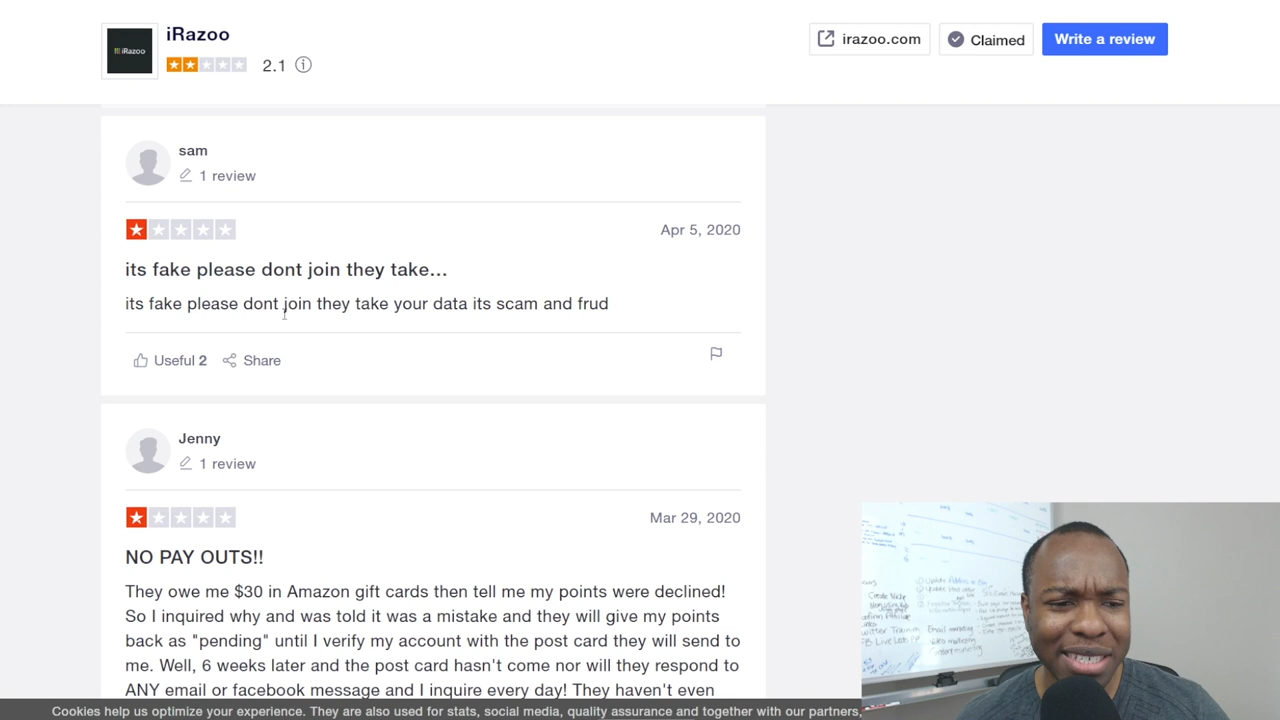 iRazoo
iRazoo
2.1
irazoo.com
Claimed
Write a review
sam
1 review
Apr 5, 2020
its fake please dont join they take...
its fake please dont join they take your data its scam and frud
Useful 2
Share
Jenny
1 review
Mar 29, 2020
NO PAY OUTS!!
They owe me $30 in Amazon gift cards then tell me my points were declined!
So I inquired why and was told it was a mistake and they will give my points
back as "pending" until I verify my account with the post card they will send to
me. Well, 6 weeks later and the post card hasn't come nor will they respond to
ANY email or facebook message and I inquire every day! They haven't even
Create Niche
Email marketing
Content marketing
Cookies help us optimize your experience. They are also used for stats, social media, quality assurance and together with our partners,